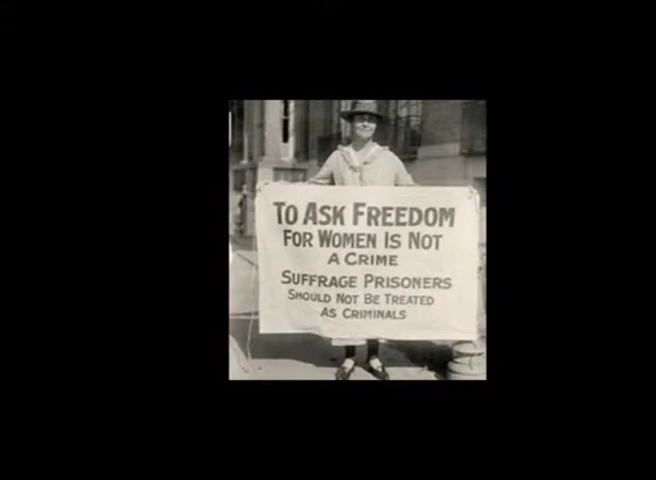 TO ASK FREEDOM
FOR WOMEN IS NOT
A CRIME
SUFFRAGE PRISONERS
SHOULD NOT BE TREATED
AS CRIMINALS